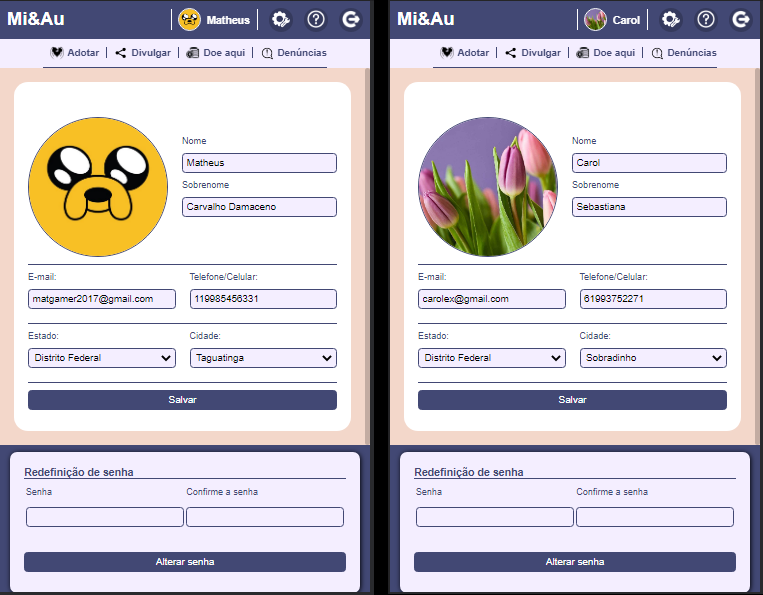 Mi&Au
Matheus
Adotar
Divulgar
Doe aqui
Denúncias
Nome
Matheus
Sobrenome
Carvalho Damaceno
E-mail:
Telefone/Celular:
matgamer2017@gmail.com
119985456331
Estado:
Cidade:
Distrito Federal
Taguatinga
Salvar
Redefinição de senha
Senha
Confirme a senha
Alterar senha
Mi&Au
Carol
Adotar
Divulgar
Doe aqui
Denúncias
Nome
Carol
Sobrenome
Sebastiana
E-mail:
Telefone/Celular:
carolex@gmail.com
61993752271
Estado:
Cidade:
Distrito Federal
Sobradinho
Salvar
Redefinição de senha
Senha
Confirme a senha
Alterar senha